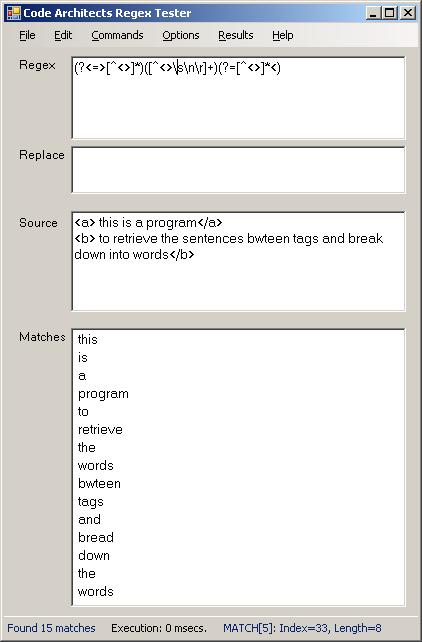 Code Architects Regex Tester
File Edit Commands Options Results Help
Regex
(?<=>[^<>]*)([^<>\s\n\r]+)(?=[^<>]*<)
Replace
Source
<a> this is a program</a>
<b> to retrieve the sentences bwteen tags and break
down into words</b>
Matches
this
is
a
program
to
retrieve
the
words
bwteen
tags
and
bread
down
the
words
Found 15 matches Execution: 0 msecs. MATCH[5]: Index=33, Length=8